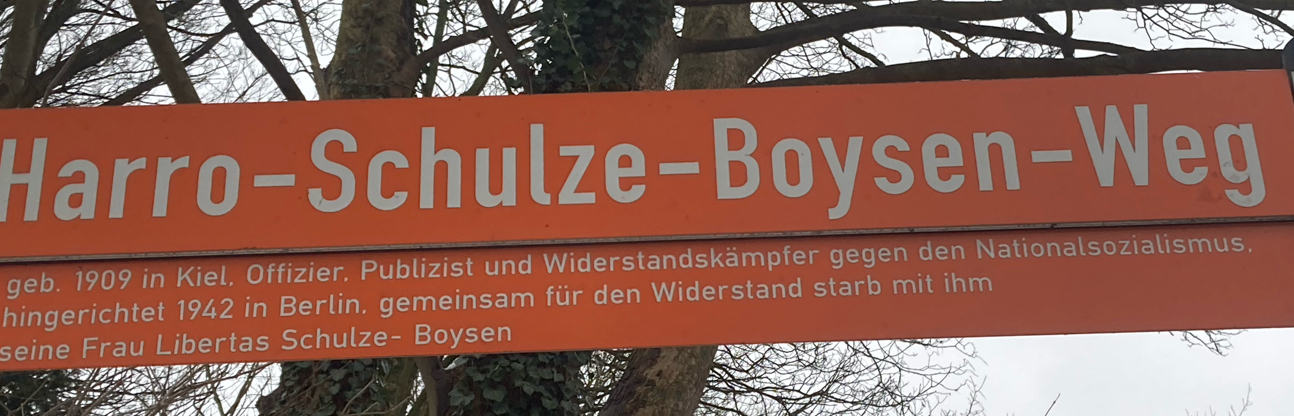 Harro-Schulze-Boysen-Weg
geb. 1909 in Kiel, Offizier, Publizist und Widerstandskämpfer gegen den Nationalsozialismus,
hingerichtet 1942 in Berlin, gemeinsam für den Widerstand starb mit ihm
seine Frau Libertas Schulze- Boysen